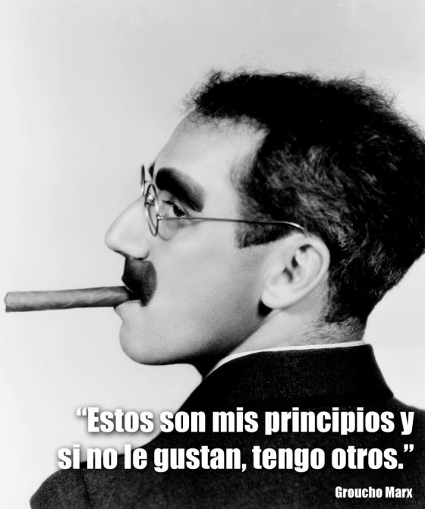 “Estos son mis principios y
si no le gustan, tengo otros.”
Groucho Marx